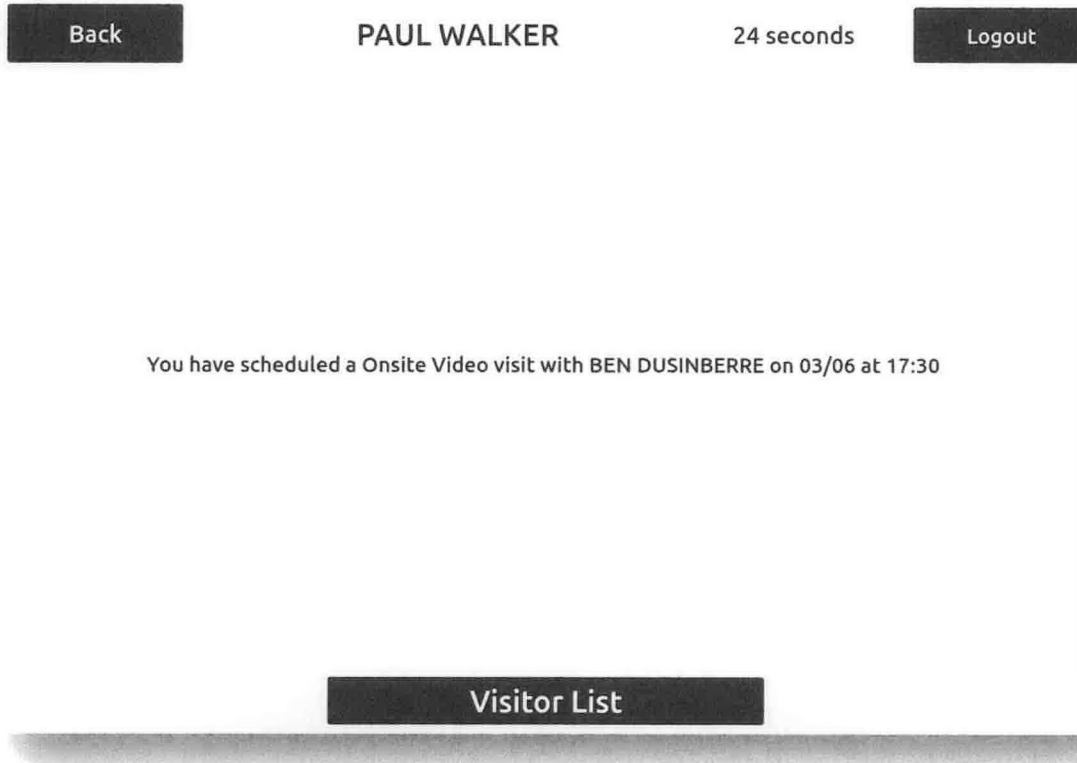 Back PAUL WALKER 24 seconds Logout
You have scheduled a Onsite Video visit with BEN DUSINBERRE on 03/06 at 17:30
Visitor List